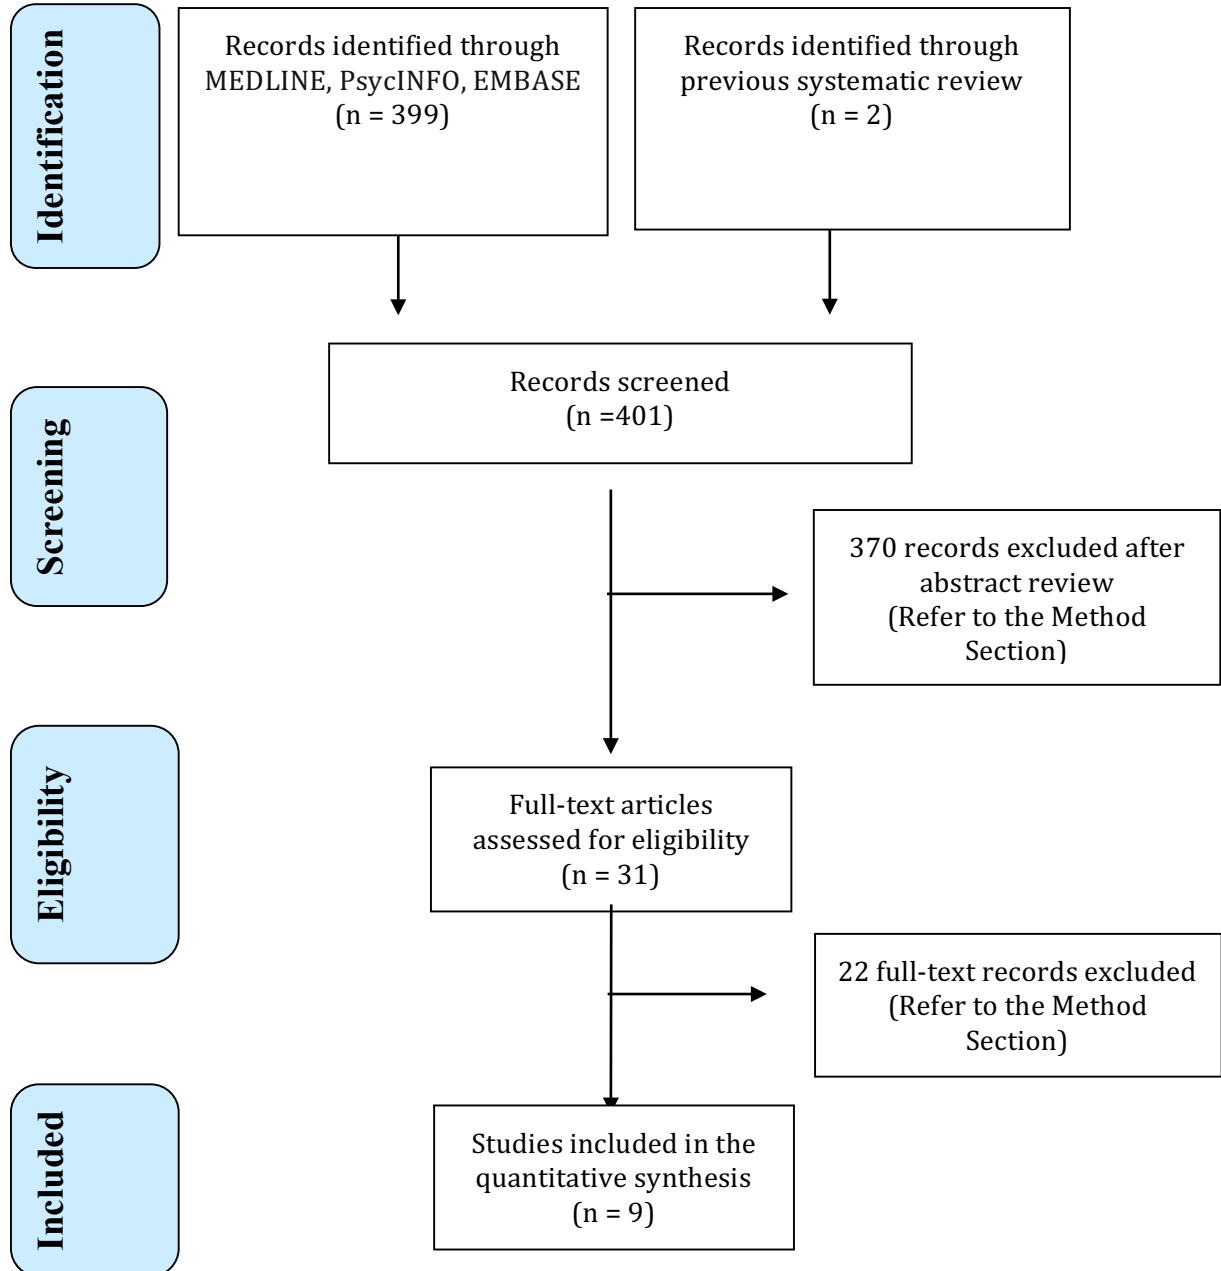 Identification
Records identified through
MEDLINE, PsycINFO, EMBASE
(n = 399)
Records identified through
previous systematic review
(n = 2)
Screening
Records screened
(n =401)
370 records excluded after
abstract review
(Refer to the Method
Section)
Eligibility
Full-text articles
assessed for eligibility
(n = 31)
22 full-text records excluded
(Refer to the Method
Section)
Included
Studies included in the
quantitative synthesis
(n = 9)